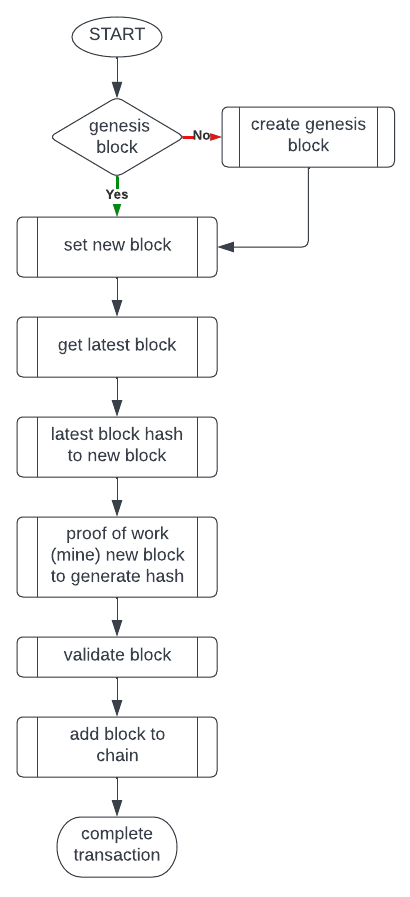 START
genesis
block
No
create genesis
block
Yes
set new block
get latest block
latest block hash
to new block
proof of work
(mine) new block
to generate hash
validate block
add block to
chain
complete
transaction